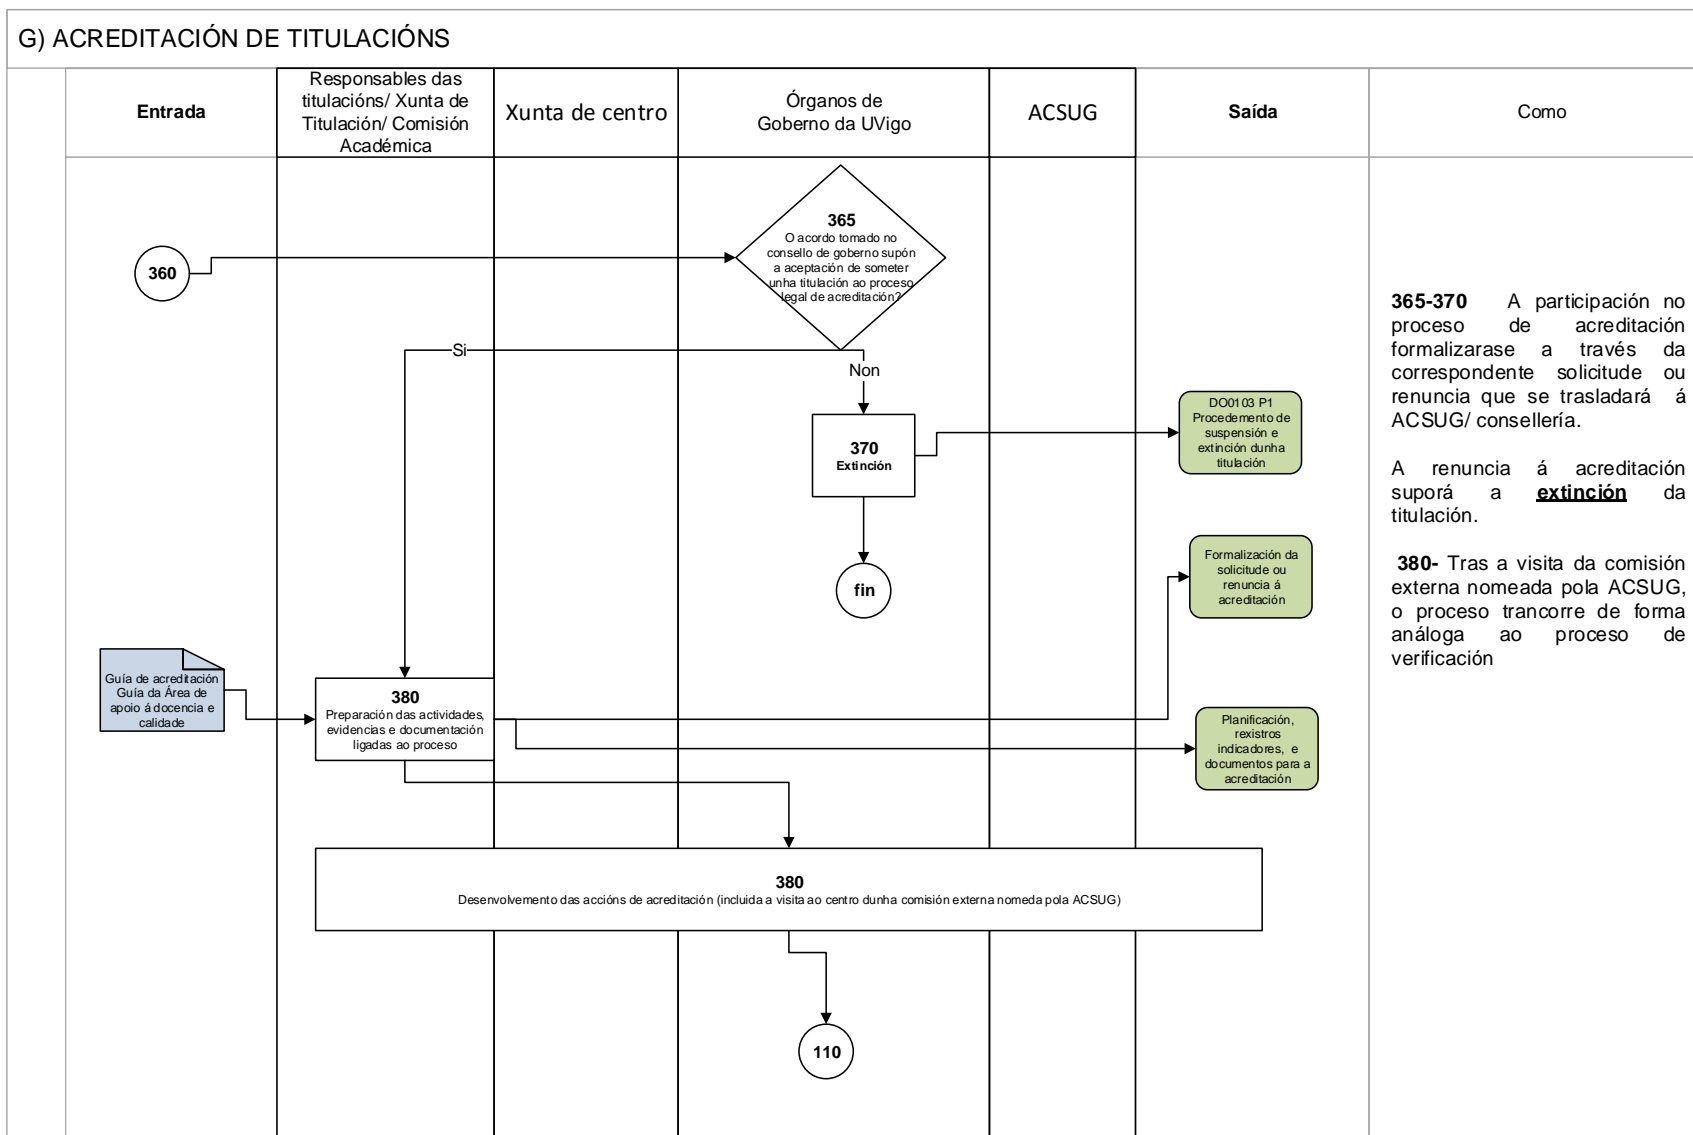 G) ACREDITACIÓN DE TITULACIÓNS
Entrada
Responsables das
titulacións/ Xunta de
Titulación/ Comisión
Académica
Xunta de centro
Órganos de
Goberno da UVigo
ACSUG
Saída
Como
360
365
O acordo tomado no
consello de goberno supón
a aceptación de someter
unha titulación ao proceso
legal de acreditación?
Si
Non
370
Extinción
DO0103 P1
Procedemento de
suspensión e
extinción dunha
titulación
fin
Formalización da
solicitude ou
renuncia á
acreditación
Guía de acreditación
Guía da Área de
apoio á docencia e
calidade
380
Preparación das actividades,
evidencias e documentación
ligadas ao proceso
Planificación,
rexistros
indicadores, e
documentos para a
acreditación
380
Desenvolvemento das accións de acreditación (incluida a visita ao centro dunha comisión externa nomeda pola ACSUG)
110
365-370 A participación no
proceso de acreditación
formalizarase a través da
correspondente solicitude ou
renuncia que se trasladará á
ACSUG/ consellería.
A renuncia á acreditación
suporá a extinción da
titulación.
380- Tras a visita da comisión
externa nomeada pola ACSUG,
o proceso trancorre de forma
análoga ao proceso de
verificación